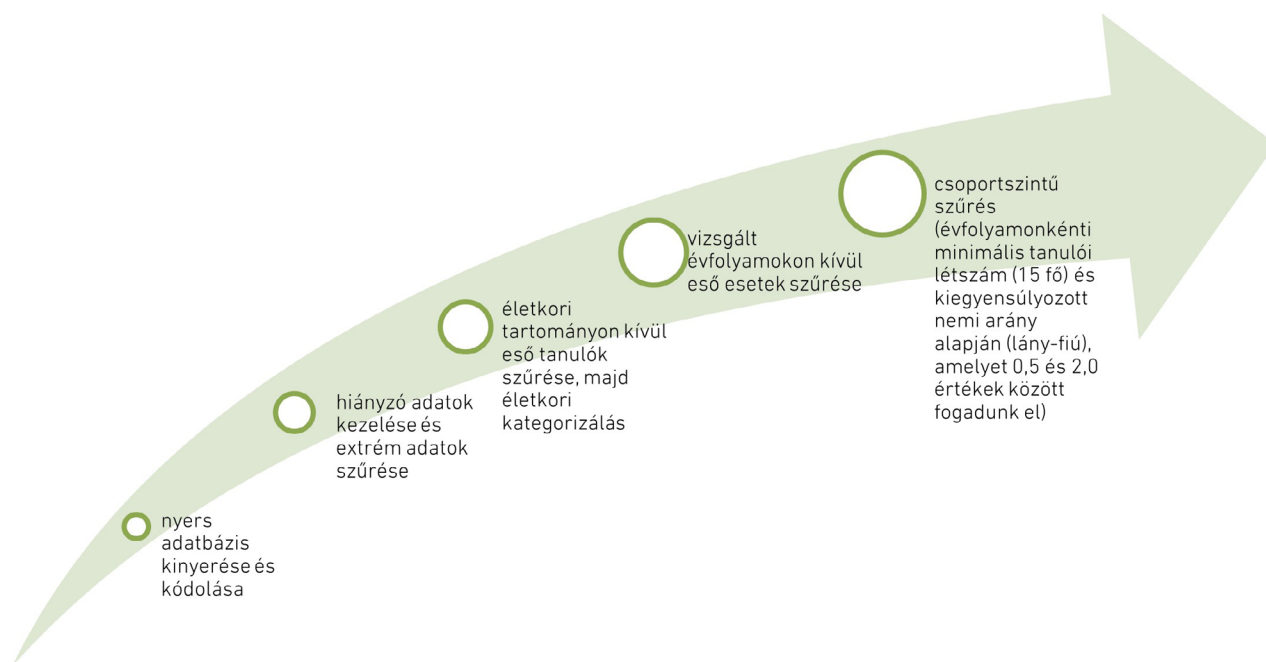 nyers
adatbázis
kinyerése és
kódolása
hiányzó adatok
kezelése és
extrém adatok
szűrése
életkori
tartományon kívül
eső tanulók
szűrése, majd
életkori
kategorizálás
vizsgált
évfolyamokon kívül
eső esetek szűrése
csoportszintű
szűrés
(évfolyamonkénti
minimális tanulói
létszám (15 fő) és
kiegyensúlyozott
nemi arány
alapján (lány-fiú),
amelyet 0,5 és 2,0
értékek között
fogadunk el)